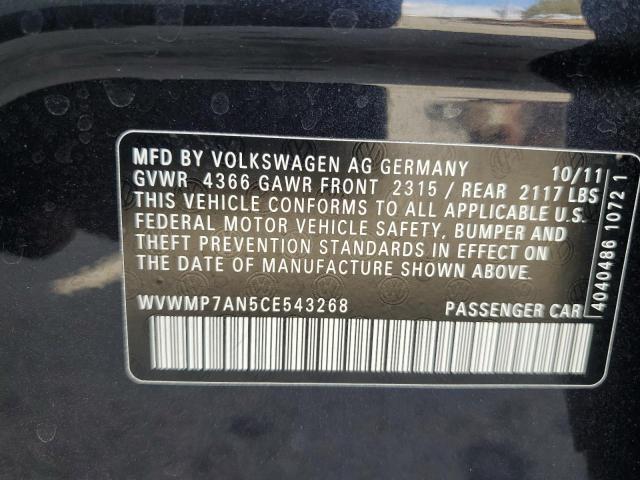 MFD BY VOLKSWAGEN AG GERMANY 10/11
GVWR 4366 GAWR FRONT 2315 / REAR 2117 LBS
THIS VEHICLE CONFORMS TO ALL APPLICABLE U.S.
FEDERAL MOTOR VEHICLE SAFETY, BUMPER AND
THEFT PREVENTION STANDARDS IN EFFECT ON
THE DATE OF MANUFACTURE SHOWN ABOVE.
WVWMP7AN5CE543268 PASSENGER CAR
4040486 1072 1 3